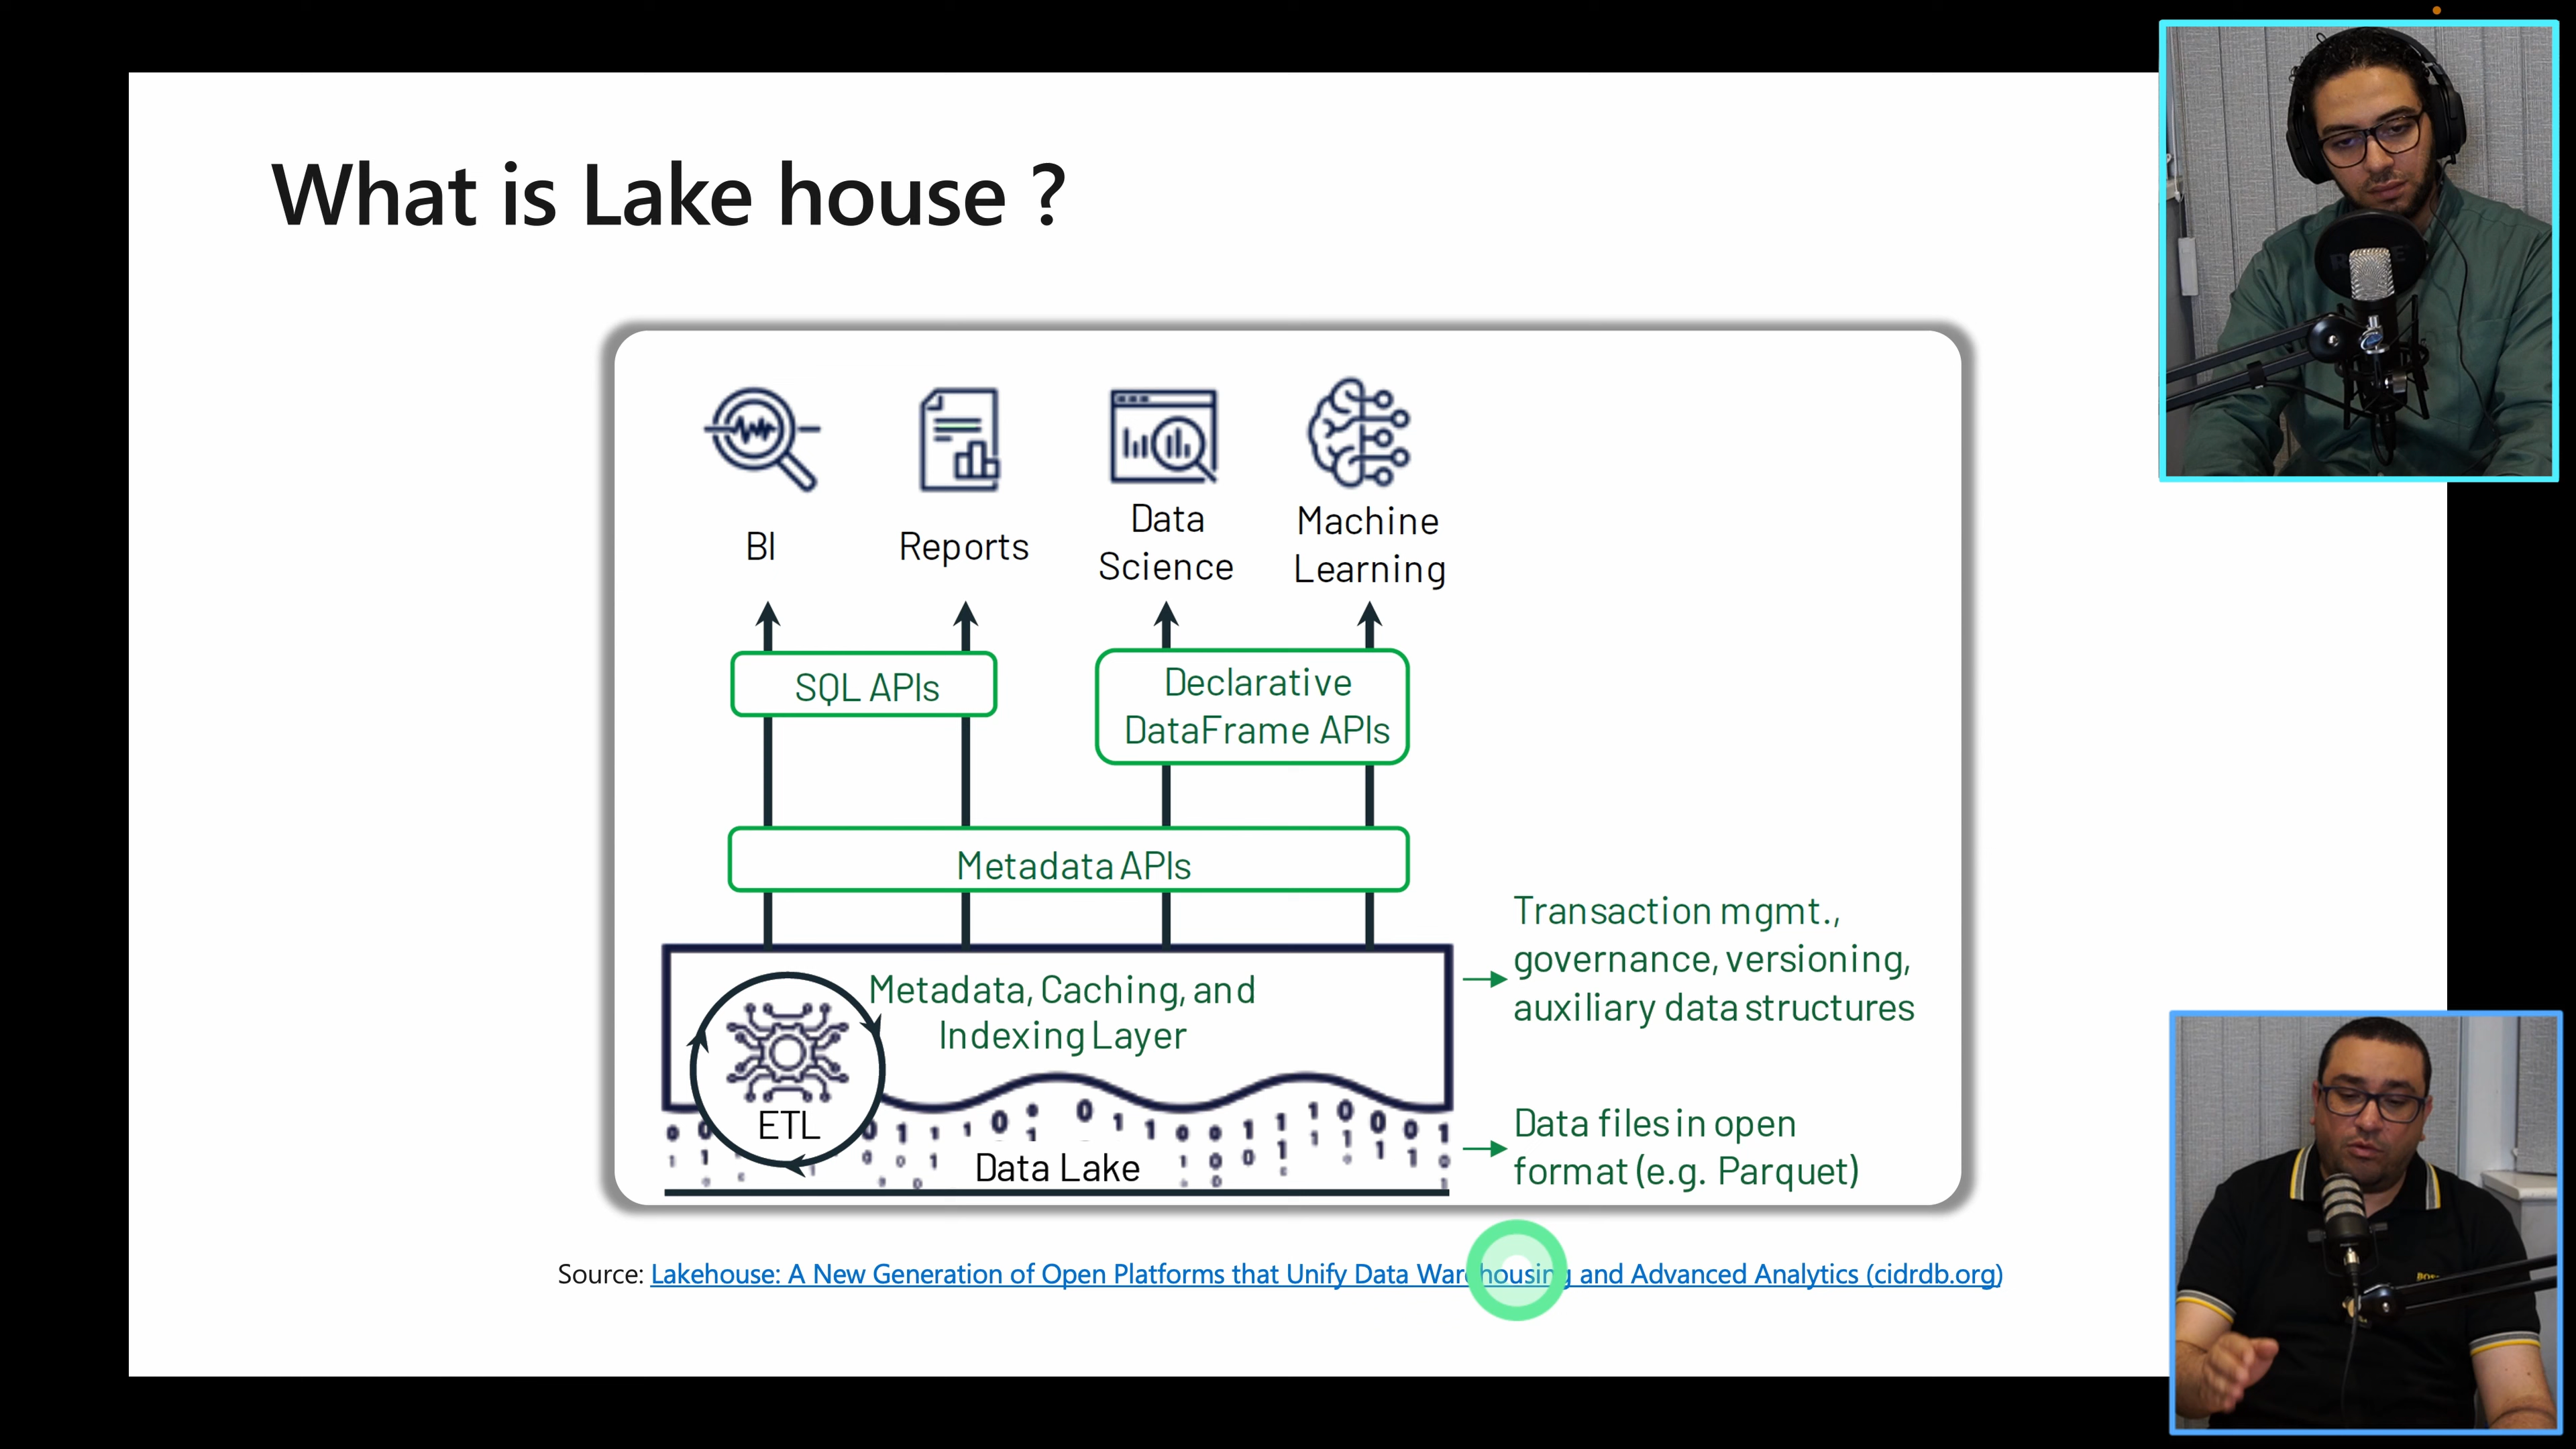 What is Lake house ?
BI
Reports
Data
Science
Machine
Learning
SQL APIs
Declarative
DataFrame APIs
Metadata APIs
Metadata, Caching, and
Indexing Layer
ETL
Data Lake
Transaction mgmt.,
governance, versioning,
auxiliary data structures
Data files in open
format (e.g. Parquet)
Source: Lakehouse: A New Generation of Open Platforms that Unify Data Warehousing and Advanced Analytics (cidrdb.org)